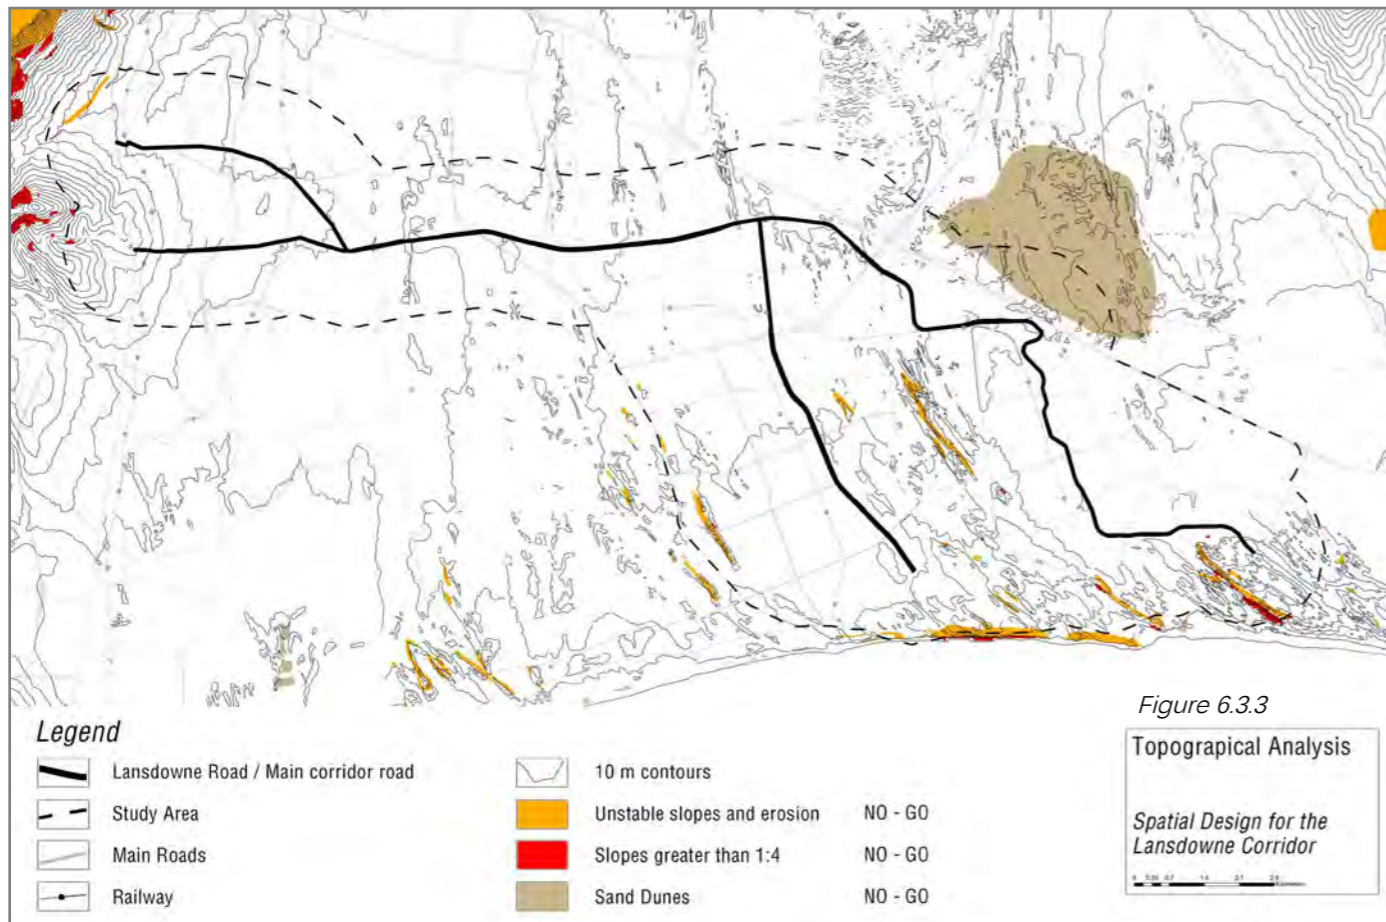 Figure 6.3.3
Topograpical Analysis
Spatial Design for the
Lansdowne Corridor
Legend
Lansdowne Road / Main corridor road
Study Area
Main Roads
Railway
10 m contours
Unstable slopes and erosion NO - GO
Slopes greater than 1:4 NO - GO
Sand Dunes NO - GO